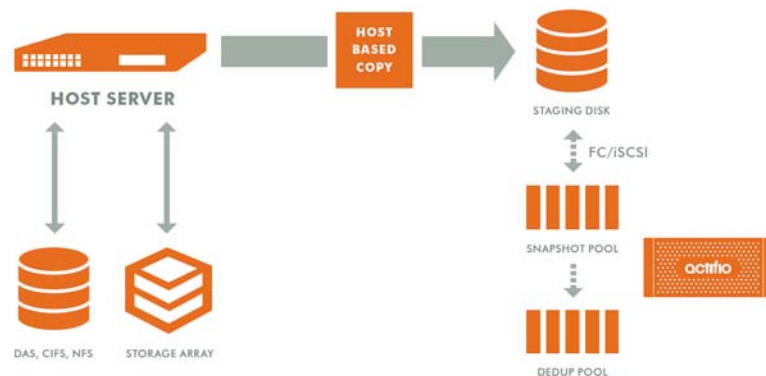 HOST
BASED
COPY
HOST SERVER
STAGING DISK
FC/iSCSI
SNAPSHOT POOL
actifio
DAS, CIFS, NFS
STORAGE ARRAY
DEDUP POOL